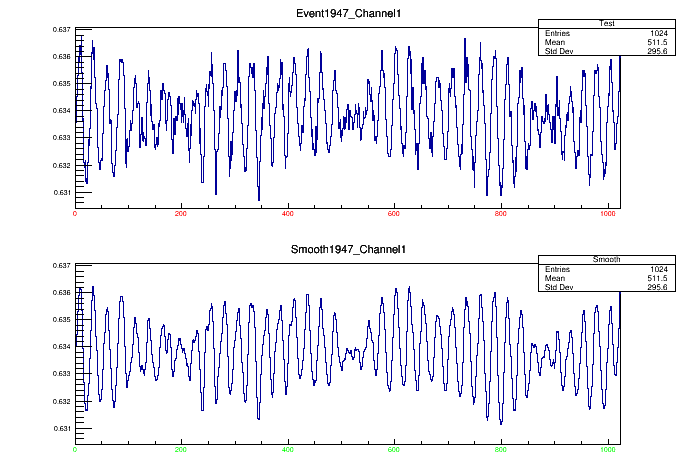 Event1947_Channel1
Test
Entries 1024
Mean 511.5
Std Dev 295.6
0.637
0.636
0.635
0.634
0.633
0.632
0.631
0 200 400 600 800 1000
Smooth1947_Channel1
Smooth
Entries 1024
Mean 511.5
Std Dev 295.6
0.637
0.636
0.635
0.634
0.633
0.632
0.631
0 200 400 600 800 1000